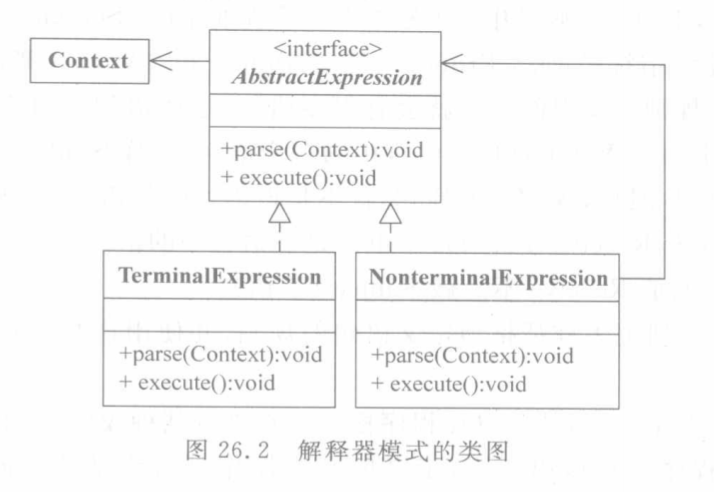 Context
<interface>
AbstractExpression
+parse(Context):void
+ execute():void
TerminalExpression
+parse(Context):void
+ execute():void
NonterminalExpression
+parse(Context):void
+ execute():void
图 26.2 解释器模式的类图